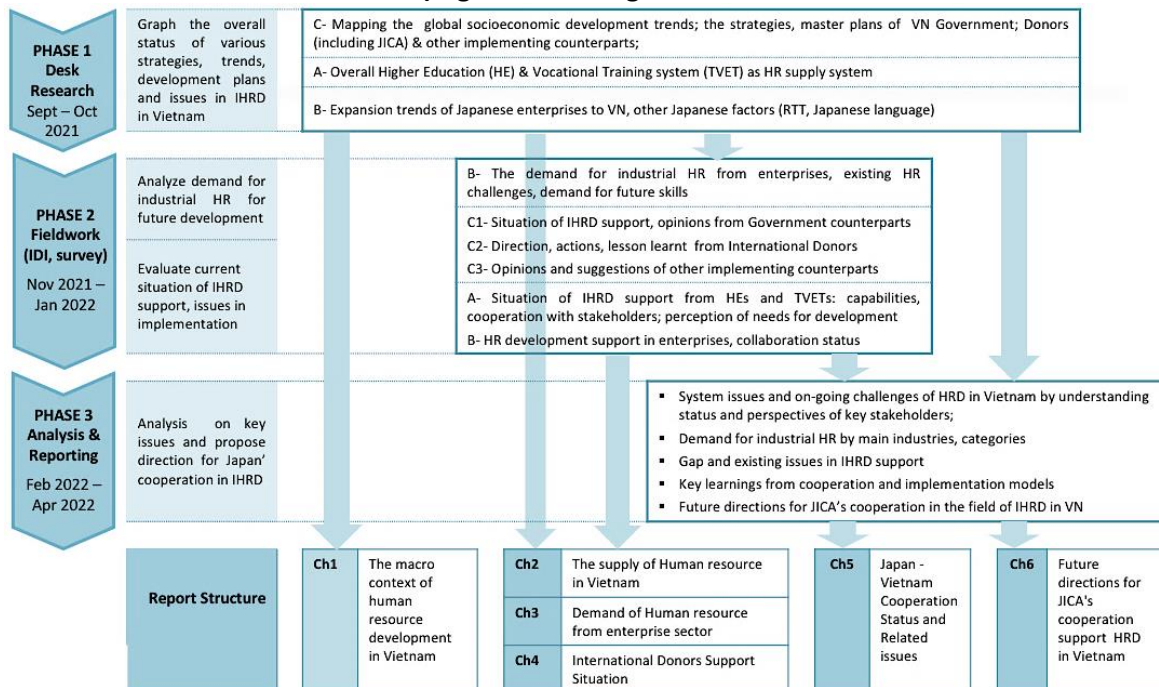 PHASE 1
Desk
Research
Sept – Oct
2021
Graph the overall
status of various
strategies, trends,
development plans
and issues in IHRD
in Vietnam
C- Mapping the global socioeconomic development trends; the strategies, master plans of VN Government; Donors
(including JICA) & other implementing counterparts;
A- Overall Higher Education (HE) & Vocational Training system (TVET) as HR supply system
B- Expansion trends of Japanese enterprises to VN, other Japanese factors (RTT, Japanese language)
PHASE 2
Fieldwork
(IDI, survey)
Nov 2021 –
Jan 2022
Analyze demand for
industrial HR for
future development
Evaluate current
situation of IHRD
support, issues in
implementation
B- The demand for industrial HR from enterprises, existing HR
challenges, demand for future skills
C1- Situation of IHRD support, opinions from Government counterparts
C2- Direction, actions, lesson learnt from International Donors
C3- Opinions and suggestions of other implementing counterparts
A- Situation of IHRD support from HEs and TVETs: capabilities,
cooperation with stakeholders; perception of needs for development
B- HR development support in enterprises, collaboration status
PHASE 3
Analysis &
Reporting
Feb 2022 –
Apr 2022
Analysis on key
issues and propose
direction for Japan'
cooperation in IHRD
▪ System issues and on-going challenges of HRD in Vietnam by understanding
status and perspectives of key stakeholders;
▪ Demand for industrial HR by main industries, categories
▪ Gap and existing issues in IHRD support
▪ Key learnings from cooperation and implementation models
▪ Future directions for JICA's cooperation in the field of IHRD in VN
Report Structure
Ch1
The macro
context of
human
resource
development
in Vietnam
Ch2
The supply of Human resource
in Vietnam
Ch3
Demand of Human resource
from enterprise sector
Ch4
International Donors Support
Situation
Ch5
Japan -
Vietnam
Cooperation
Status and
Related
issues
Ch6
Future
directions for
JICA's
cooperation
support HRD
in Vietnam